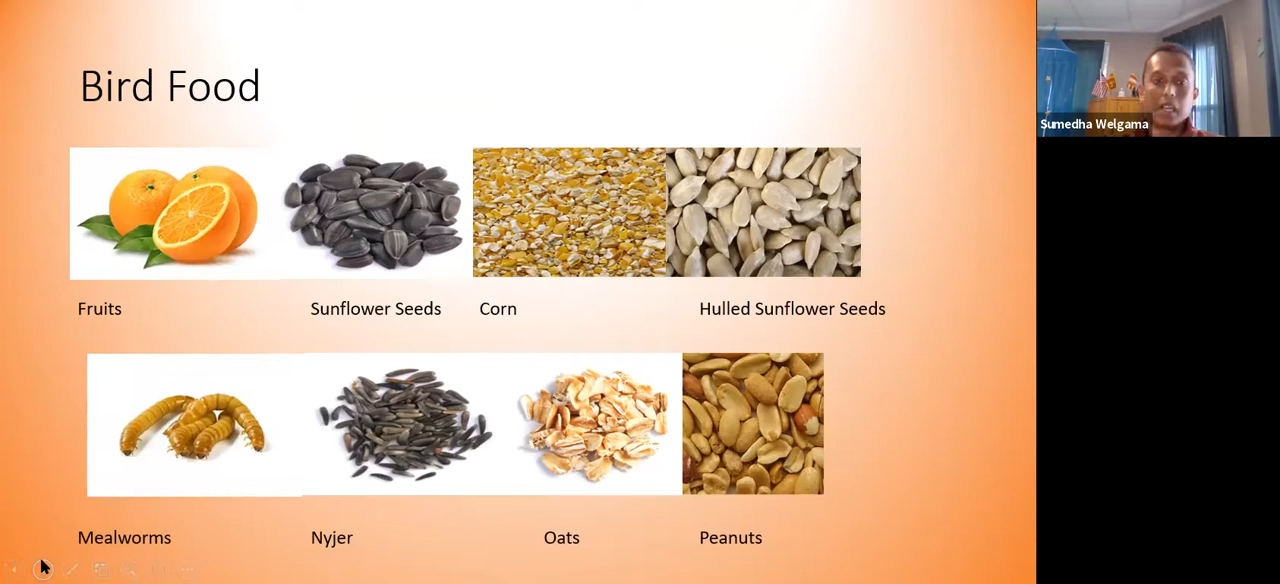 Bird Food
Sumedha Welgama
Fruits
Sunflower Seeds
Corn
Hulled Sunflower Seeds
Mealworms
Nyjer
Oats
Peanuts